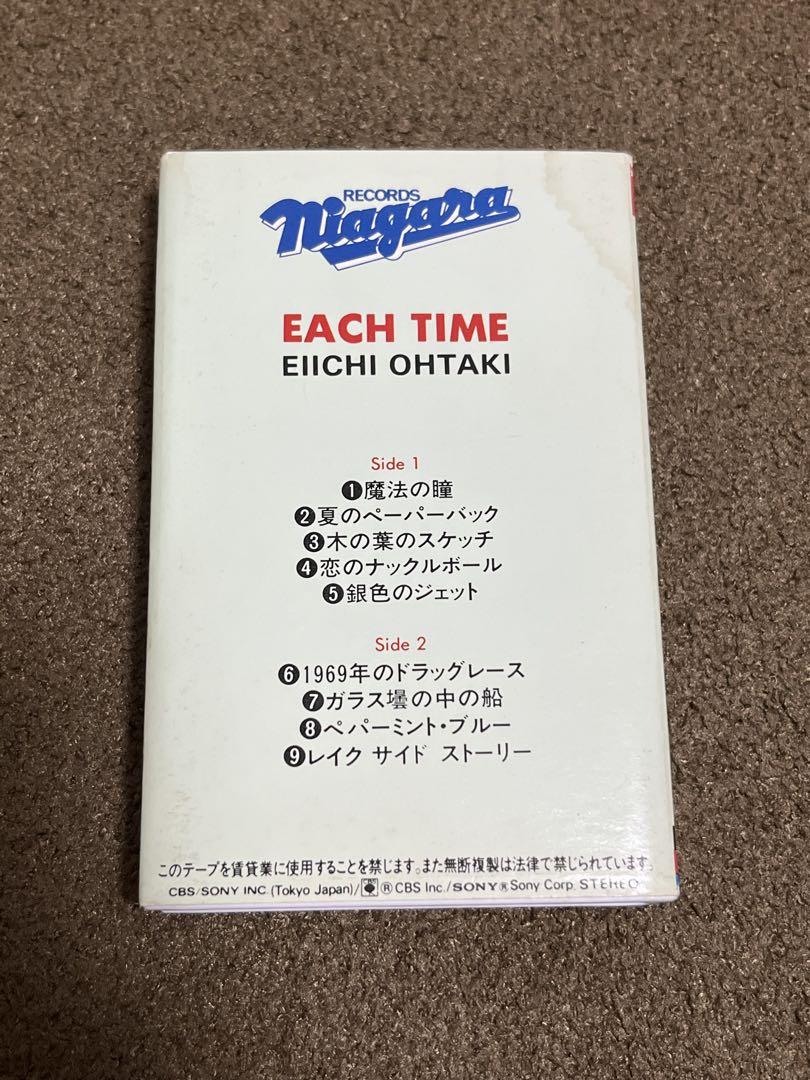 RECORDS
Niagara
EACH TIME
EIICHI OHTAKI
Side 1
❶魔法の瞳
❷夏のペーパーバック
❸木の葉のスケッチ
❹恋のナックルボール
❺銀色のジェット
Side 2
❻1969年のドラッグレース
❼ガラス壜の中の船
❽ペパーミント・ブルー
❾レイク サイド ストーリー
このテープを賃貸業に使用することを禁じます。また無断複製は法律で禁じられています。
CBS/SONY INC.(Tokyo Japan)/ ® CBS Inc./SONY® Sony Corp. STEREO